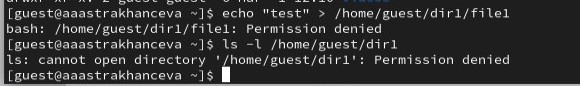 [guest@aaastrakhanceva ~]$ echo "test" > /home/guest/dir1/file1
bash: /home/guest/dir1/file1: Permission denied
[guest@aaastrakhanceva ~]$ ls -l /home/guest/dir1
ls: cannot open directory '/home/guest/dir1': Permission denied
[guest@aaastrakhanceva ~]$